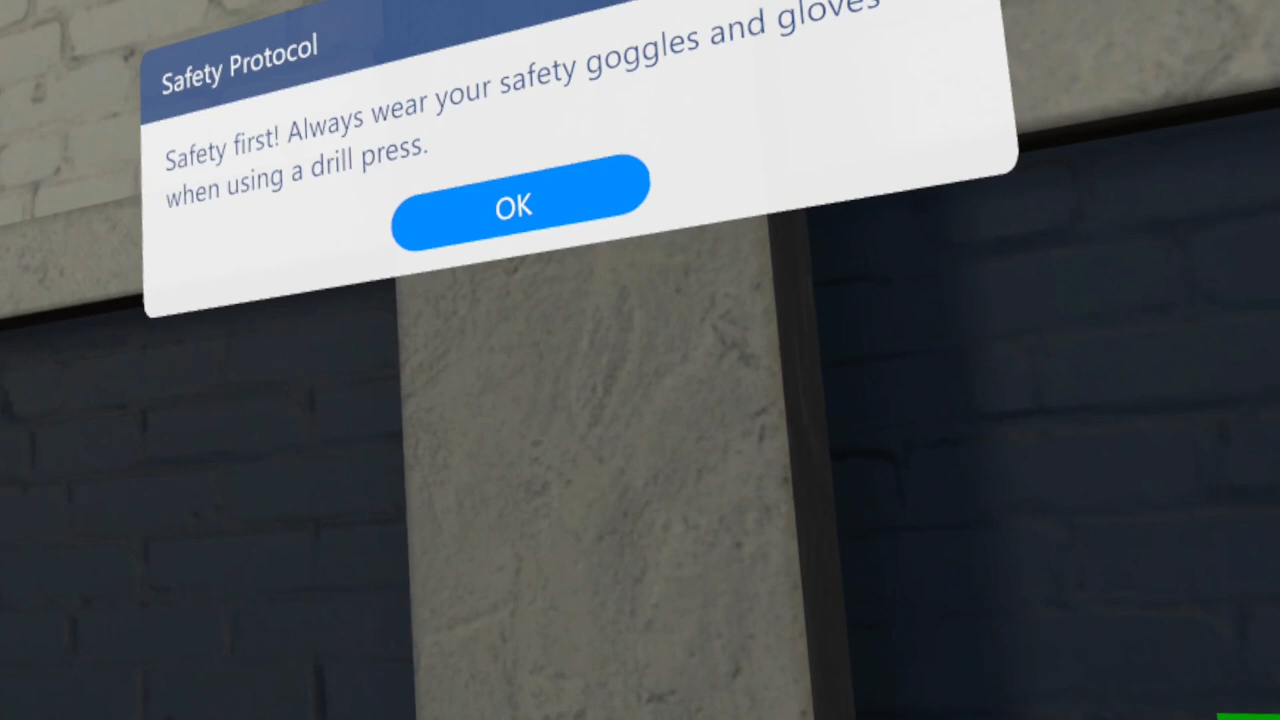 Safety Protocol
Safety first! Always wear your safety goggles and gloves
when using a drill press.
OK